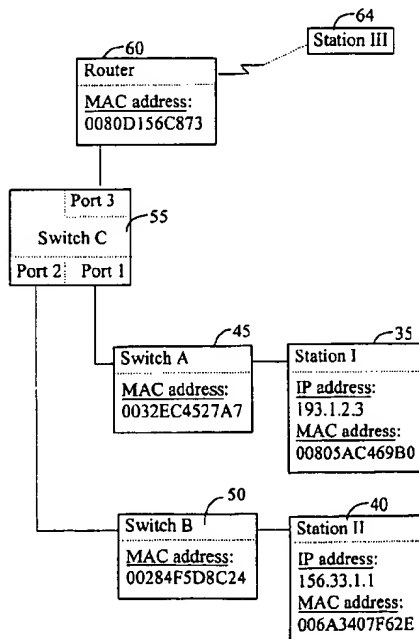 64
60
Station III
Router
MAC address:
0080D156C873
Port 3
55
Switch C
Port 2
Port 1
45
35
Switch A
MAC address:
0032EC4527A7
Station I
IP address:
193.1.2.3
MAC address:
00805AC469B0
50
40
Switch B
MAC address:
00284F5D8C24
Station II
IP address:
156.33.1.1
MAC address:
006A3407F62E